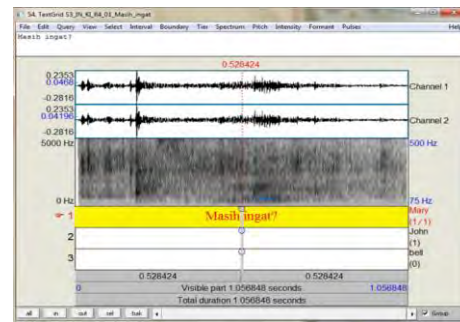 54. TextGrid S3_IN_KI_R4_03_Masih_ingat
File Edit Query View Select Interval Boundary Tier Spectrum Pitch Intensity Formant Pulses Help
Masih ingat?
0.528424
0.2353
0.0468
-0.2816
Channel 1
0.2353
0.04196
-0.2816
Channel 2
5000 Hz
500 Hz
0 Hz
75 Hz
1 Masih ingat? Mary
(1/1)
2 John
(1)
3 bell
(0)
0.528424 0.528424
0 Visible part 1.056848 seconds 1.056848
Total duration 1.056848 seconds
all in out sel bak Group